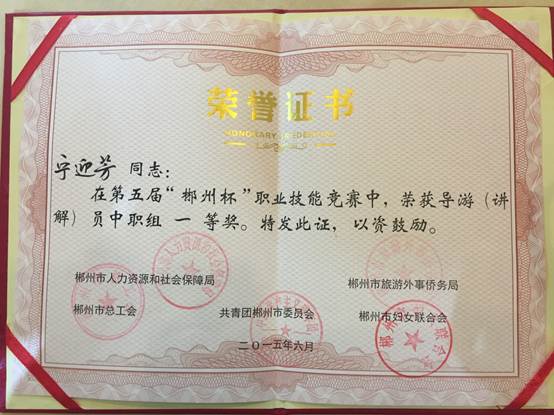 荣誉证书
HONORARY CREDENTIAL
宁迎芳 同志：
在第五届“郴州杯”职业技能竞赛中，荣获导游（讲
解）员中职组 一 等奖。特发此证，以资鼓励。
郴州市人力资源和社会保障局 郴州市旅游外事侨务局
郴州市总工会 共青团郴州市委员会 郴州市妇女联合会
二○一五年六月